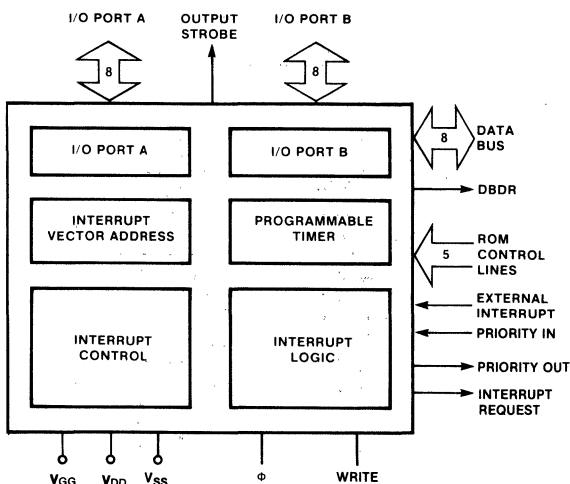 I/O PORT A
OUTPUT
STROBE
I/O PORT B
8
8
I/O PORT A
I/O PORT B
8
DATA
BUS
DBDR
INTERRUPT
VECTOR ADDRESS
PROGRAMMABLE
TIMER
5
ROM
CONTROL
LINES
EXTERNAL
INTERRUPT
PRIORITY IN
INTERRUPT
CONTROL
INTERRUPT
LOGIC
PRIORITY OUT
INTERRUPT
REQUEST
VGG
VDD
VSS
Φ
WRITE